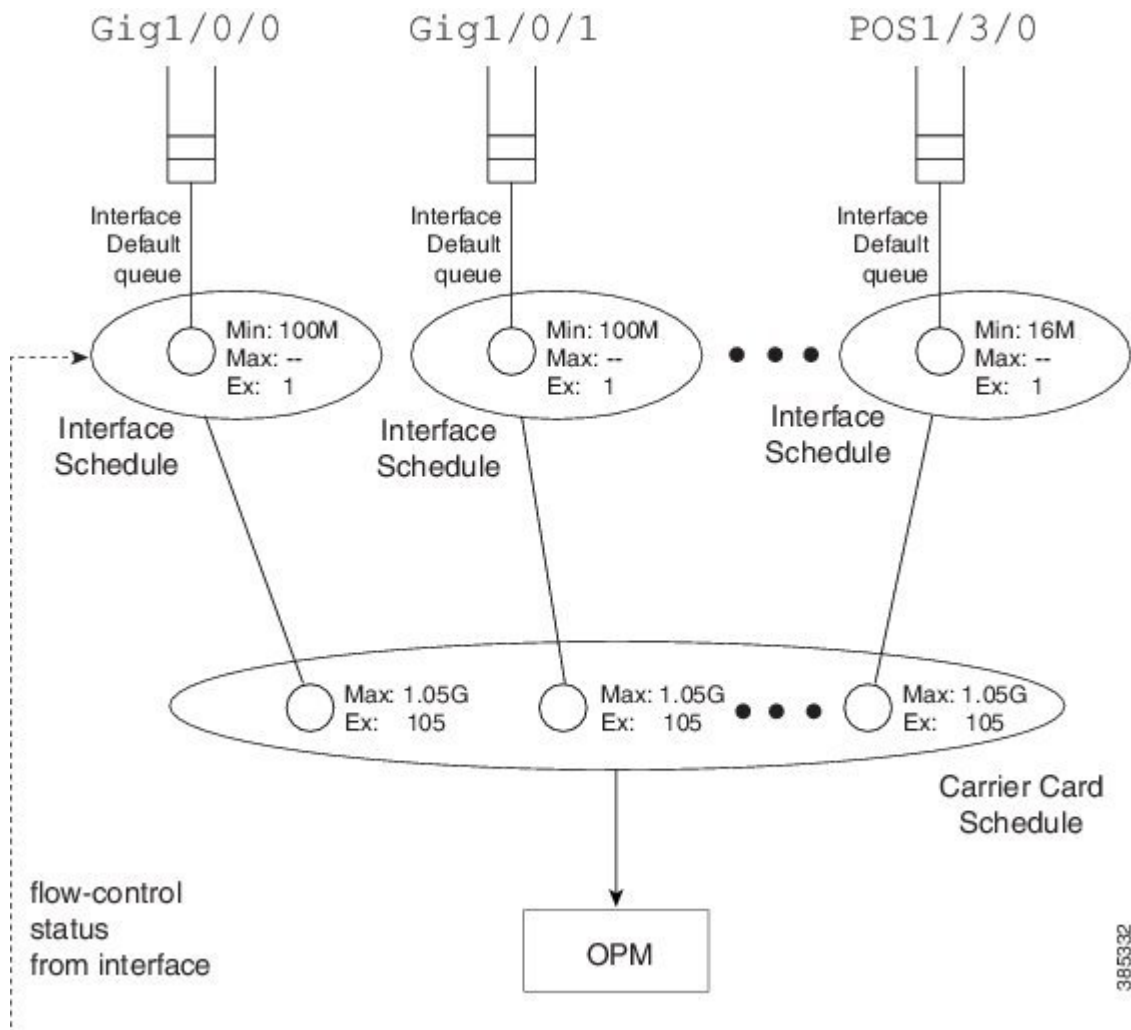 Gig1/0/0
Gig1/0/1
POS1/3/0
Interface
Default
queue
Interface
Default
queue
Interface
Default
queue
Min: 100M
Max: --
Ex: 1
Min: 100M
Max: --
Ex: 1
Min: 16M
Max: --
Ex: 1
Interface
Schedule
Interface
Schedule
Interface
Schedule
Max: 1.05G
Ex: 105
Max: 1.05G
Ex: 105
Max: 1.05G
Ex: 105
Carrier Card
Schedule
flow-control
status
from interface
OPM
385332